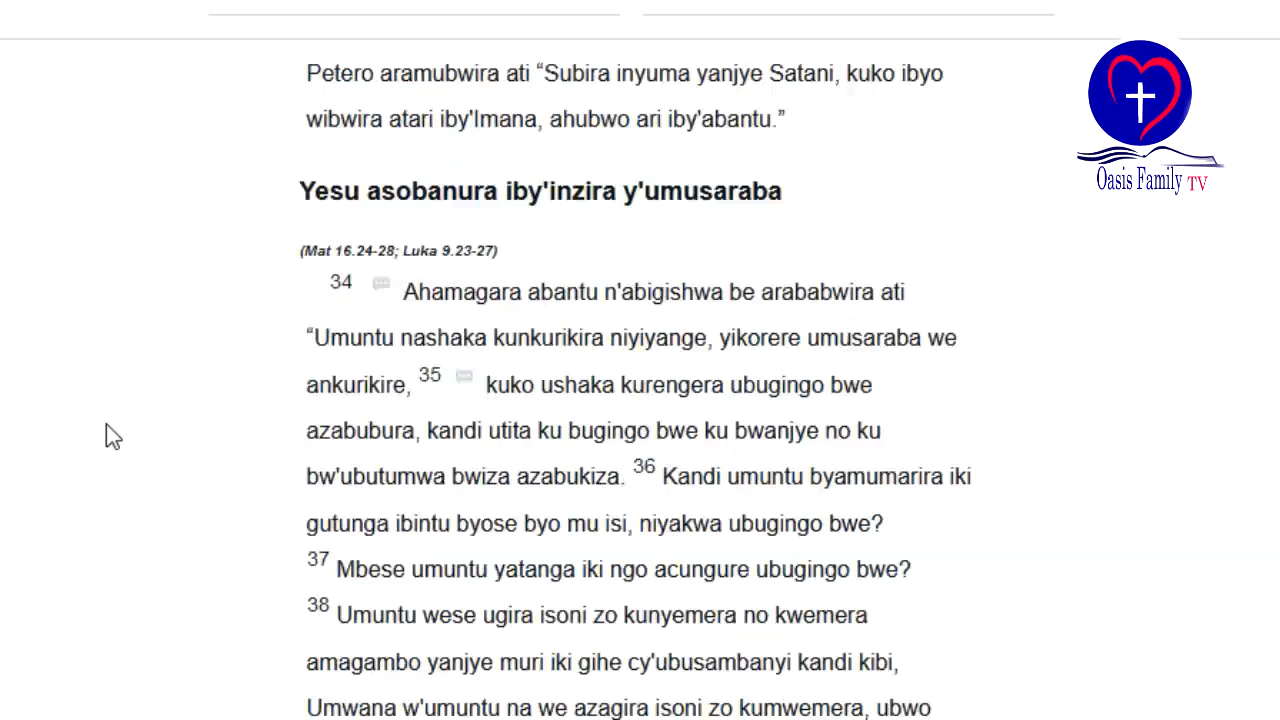 Petero aramubwira ati “Subira inyuma yanjye Satani, kuko ibyo
wibwira atari iby'Imana, ahubwo ari iby'abantu.”
Oasis Family TV
Yesu asobanura iby'inzira y'umusaraba
(Mat 16.24-28; Luka 9.23-27)
34 Ahamagara abantu n'abigishwa be arababwira ati
“Umuntu nashaka kunkurikira niyiyange, yikorere umusaraba we
ankurikire, 35 kuko ushaka kurengera ubugingo bwe
azabubura, kandi utita ku bugingo bwe ku bwanjye no ku
bw'ubutumwa bwiza azabukiza. 36 Kandi umuntu byamumarira iki
gutunga ibintu byose byo mu isi, niyakwa ubugingo bwe?
37 Mbese umuntu yatanga iki ngo acungure ubugingo bwe?
38 Umuntu wese ugira isoni zo kunyemera no kwemera
amagambo yanjye muri iki gihe cy'ubusambanyi kandi kibi,
Umwana w'umuntu na we azagira isoni zo kumwemera, ubwo